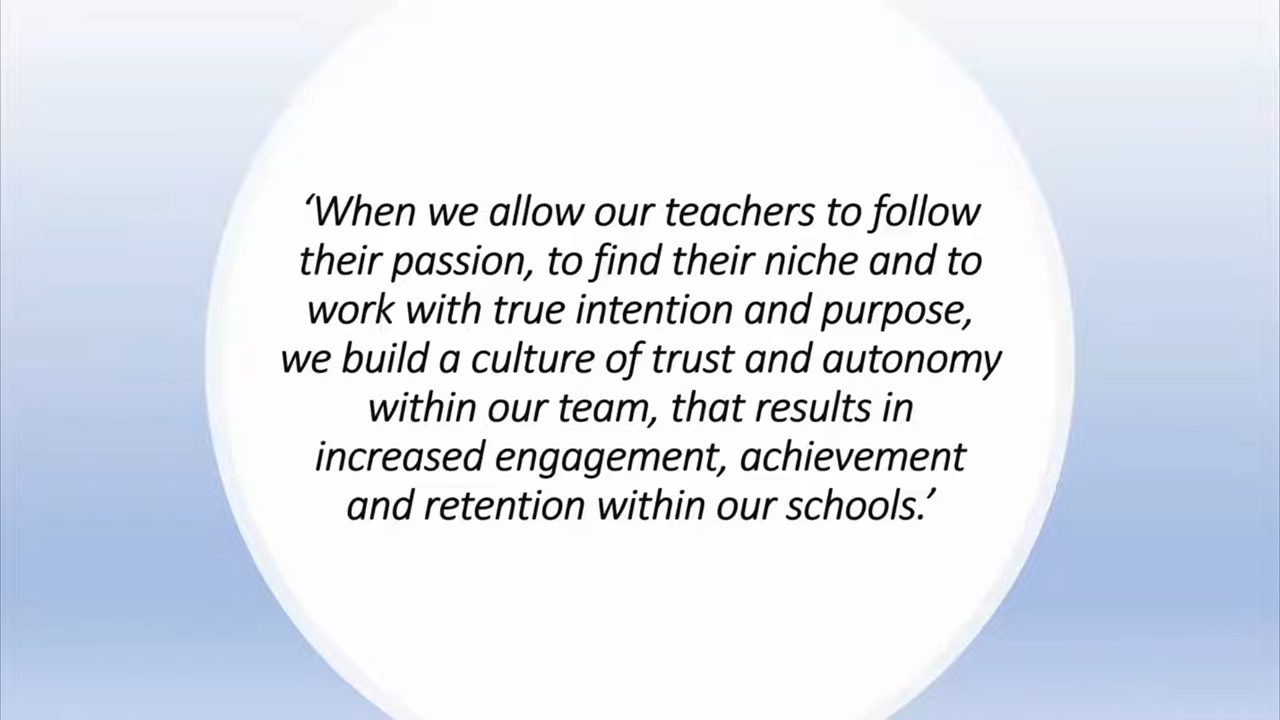 ‘When we allow our teachers to follow
their passion, to find their niche and to
work with true intention and purpose,
we build a culture of trust and autonomy
within our team, that results in
increased engagement, achievement
and retention within our schools.’